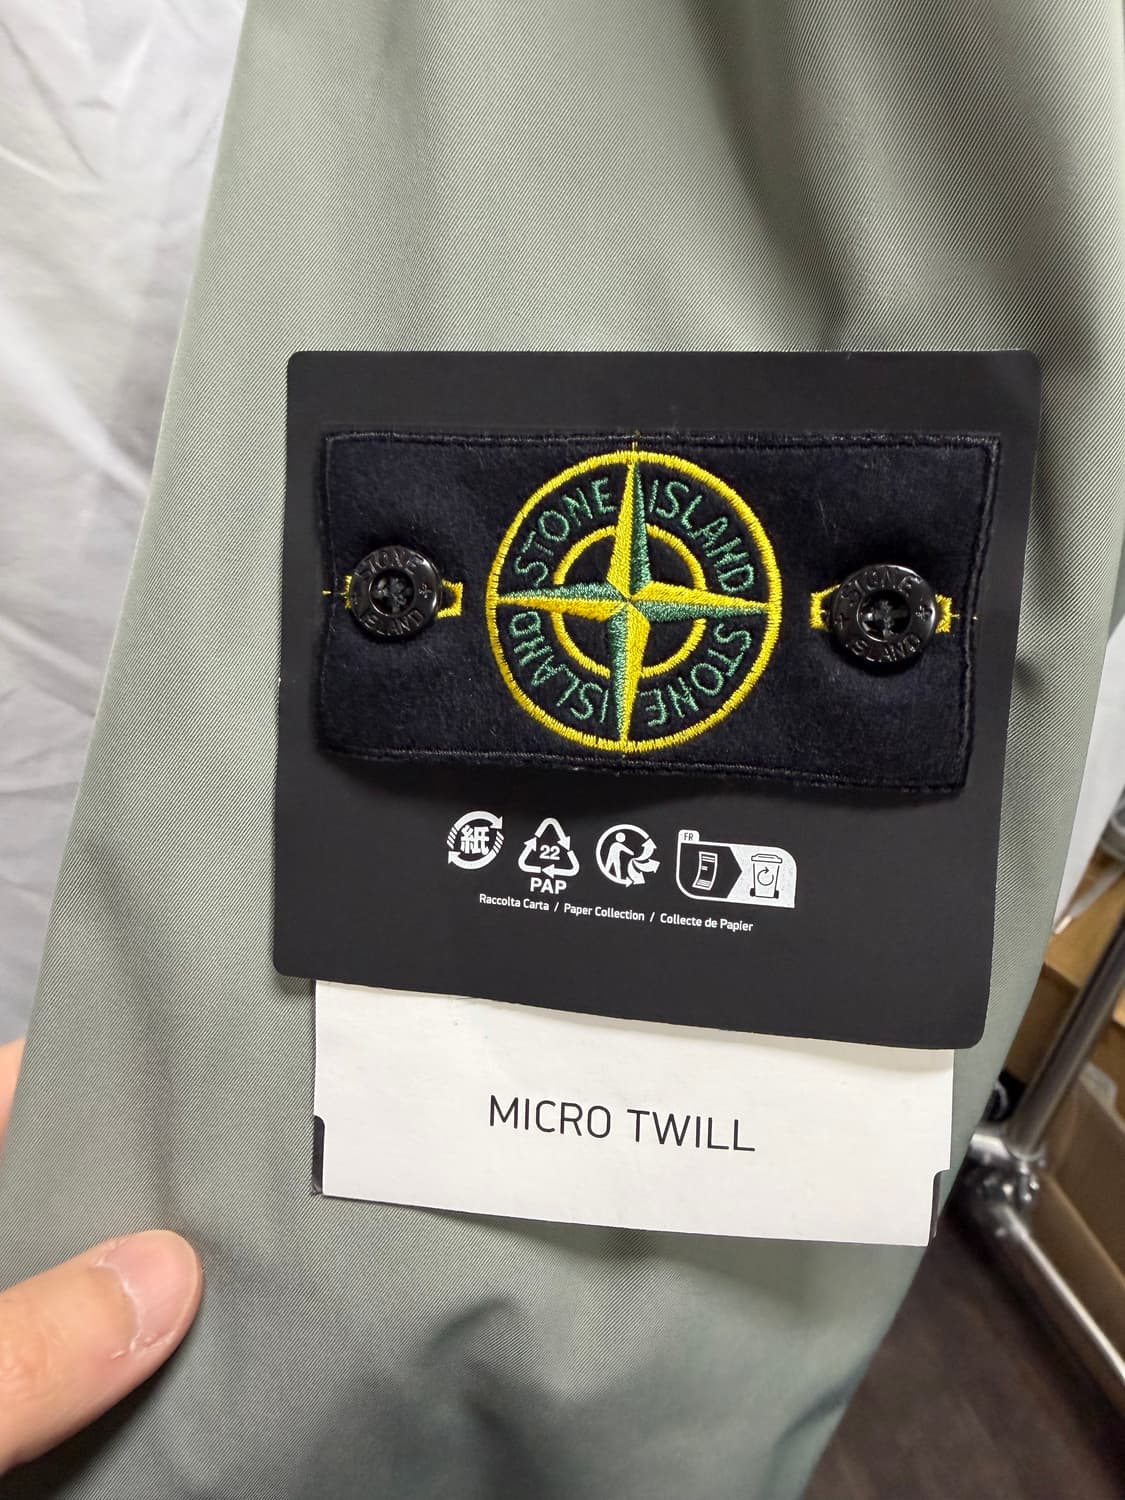 STONE ISLAND
STONE ISLAND
STONE
ISLAND
STONE
ISLAND
紙
22
PAP
FR
Raccolta Carta / Paper Collection / Collecte de Papier
MICRO TWILL